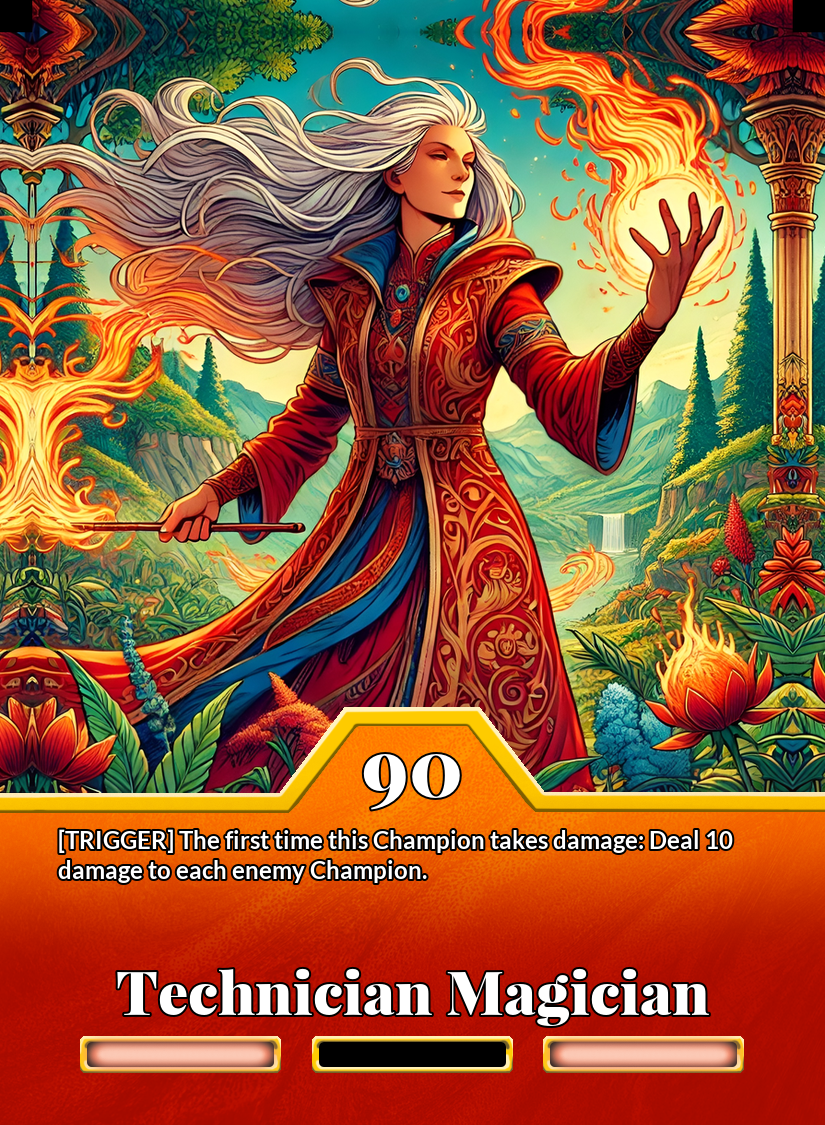 90
[TRIGGER] The first time this Champion takes damage: Deal 10
damage to each enemy Champion.
Technician Magician